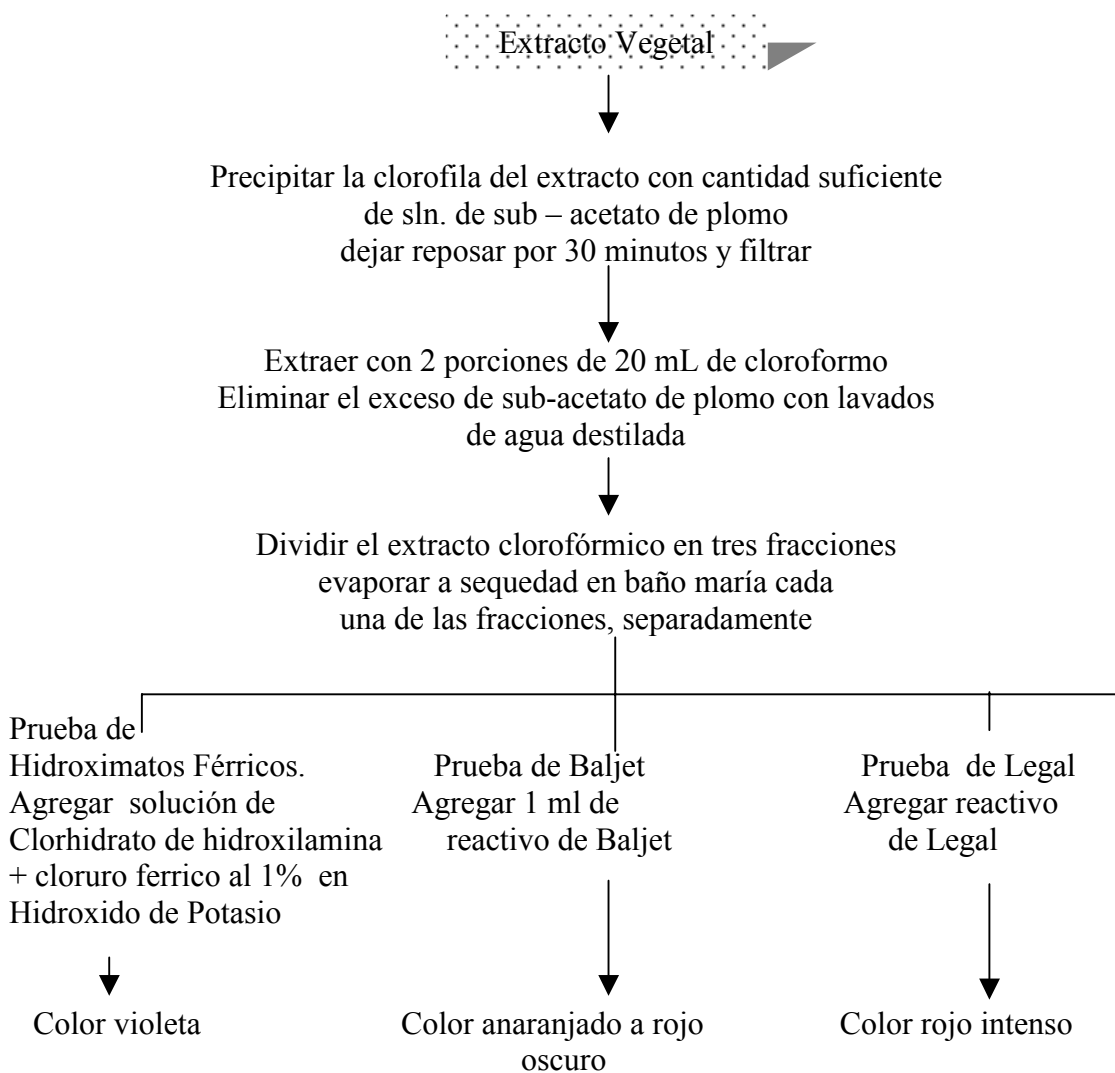 Extracto Vegetal
Precipitar la clorofila del extracto con cantidad suficiente
de sln. de sub – acetato de plomo
dejar reposar por 30 minutos y filtrar
Extraer con 2 porciones de 20 mL de cloroformo
Eliminar el exceso de sub-acetato de plomo con lavados
de agua destilada
Dividir el extracto clorofórmico en tres fracciones
evaporar a sequedad en baño maría cada
una de las fracciones, separadamente
Prueba de
Hidroximatos Férricos.
Agregar solución de
Clorhidrato de hidroxilamina
+ cloruro ferrico al 1% en
Hidroxido de Potasio
Color violeta
Prueba de Baljet
Agregar 1 ml de
reactivo de Baljet
Color anaranjado a rojo
oscuro
Prueba de Legal
Agregar reactivo
de Legal
Color rojo intenso